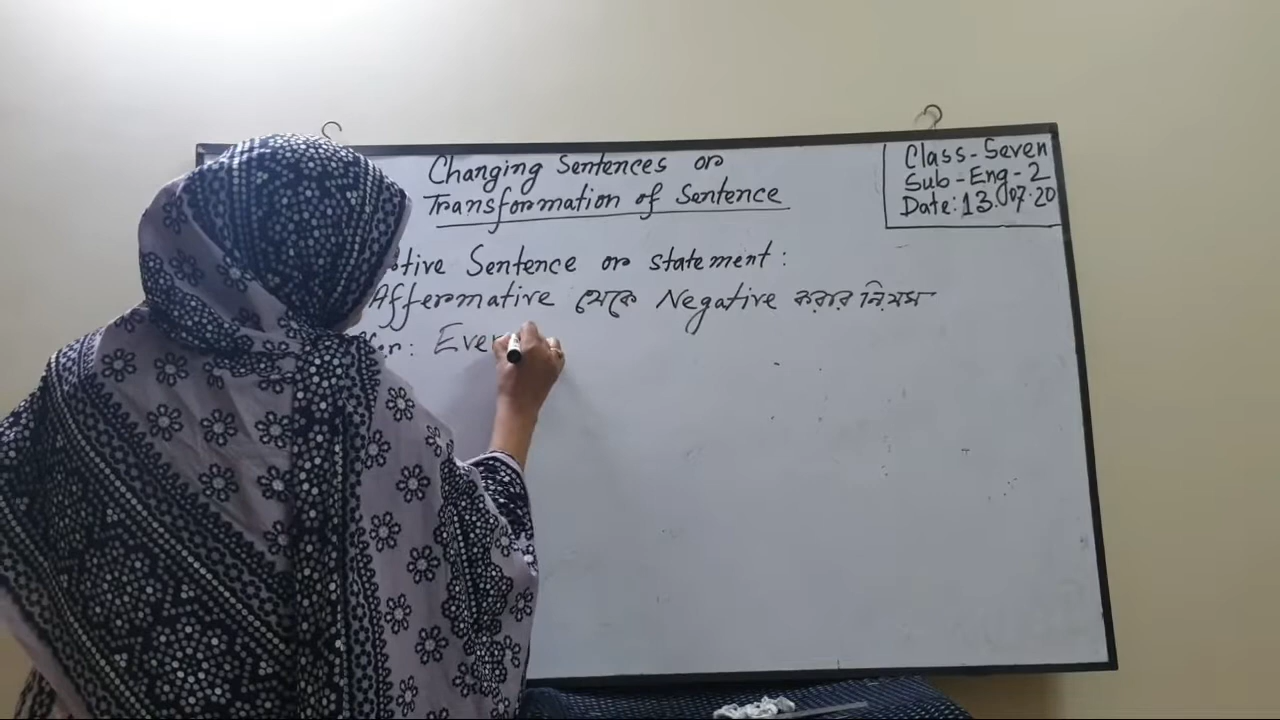 Changing Sentences or
Transformation of Sentence
Class-Seven
Sub-Eng-2
Date:13.07.20
Sentence or statement:
Affermative থেকে Negative করার নিয়ম
Ever